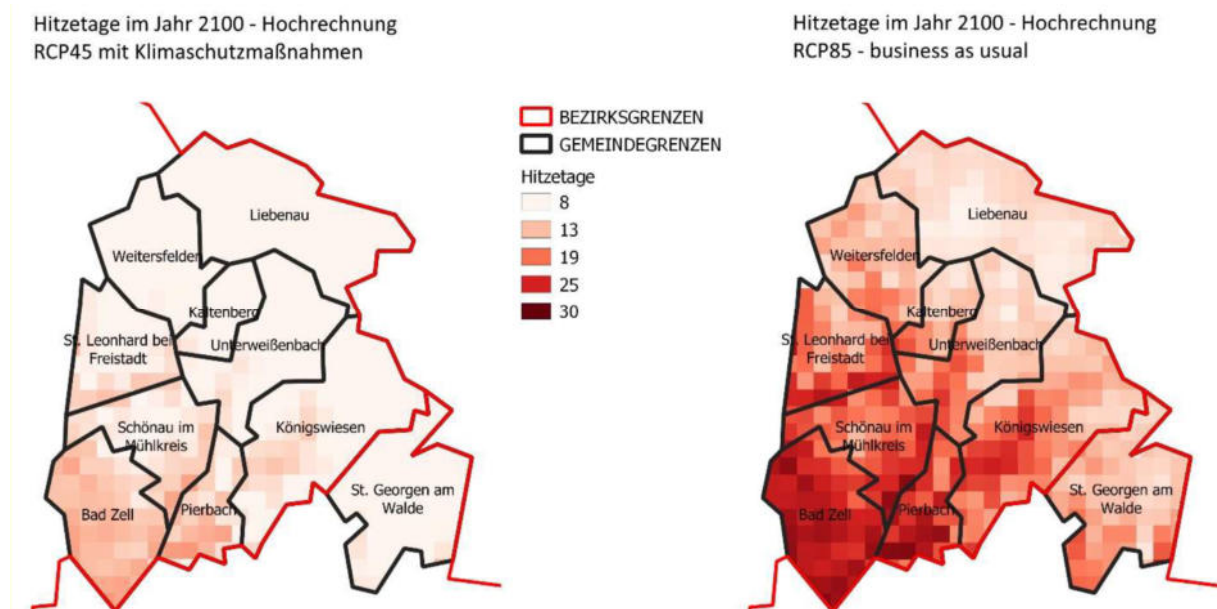 Hitzetage im Jahr 2100 - Hochrechnung
RCP45 mit Klimaschutzmaßnahmen
Hitzetage im Jahr 2100 - Hochrechnung
RCP85 - business as usual
BEZIRKSGRENZEN
GEMEINDEGRENZEN
Hitzetage
8
13
19
25
30
Liebenau
Weitersfelder
Kaltenberg
St. Leonhard bei
Freistadt
Unterweißenbach
Schönau im
Mühlkreis
Königswiesen
St. Georgen am
Walde
Bad Zell
Pierbach
Liebenau
Weitersfelder
Kaltenberg
St. Leonhard bei
Freistadt
Unterweißenbach
Schönau im
Mühlkreis
Königswiesen
St. Georgen am
Walde
Bad Zell
Pierbach